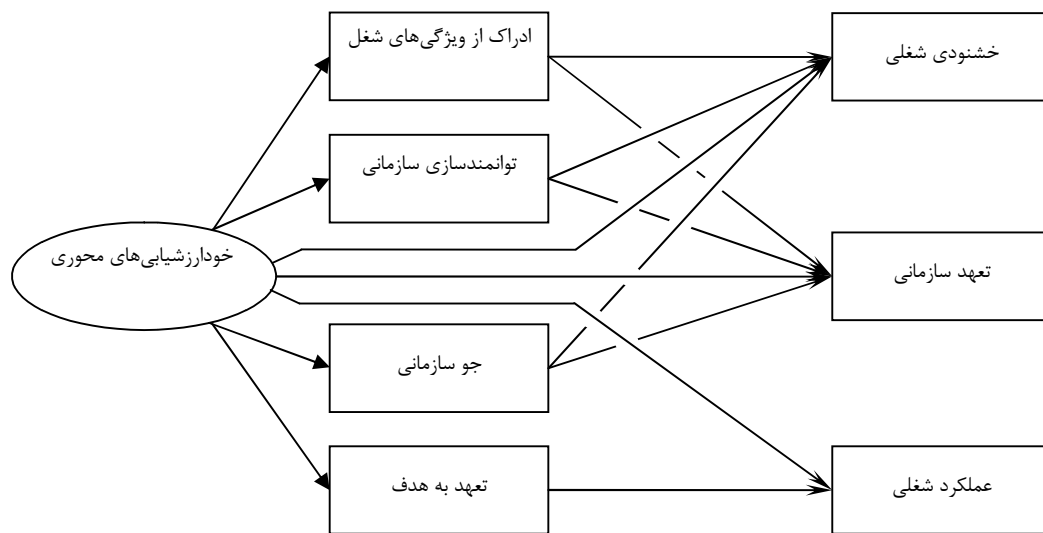 ادراک از ویژگی‌های شغل
خشنودی شغلی
توانمندسازی سازمانی
خودارزشیابی‌های محوری
تعهد سازمانی
جو سازمانی
تعهد به هدف
عملکرد شغلی